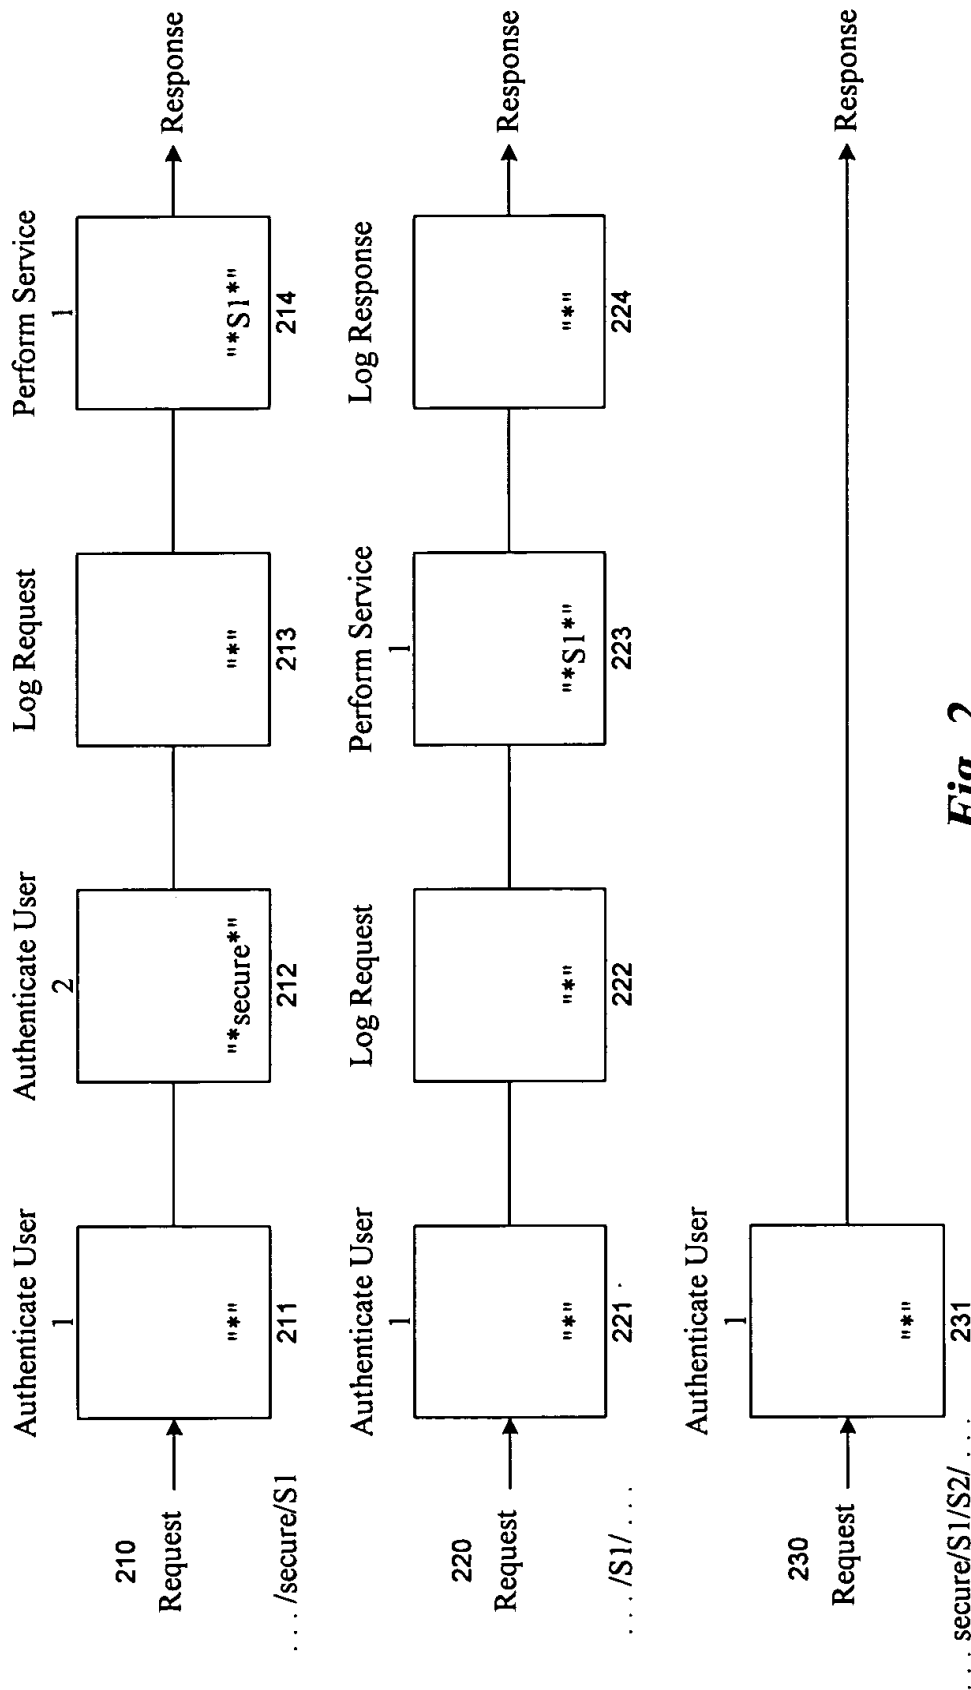 210
Request
. . . /secure/S1
Authenticate User
1
"*"
211
Authenticate User
2
"*secure*"
212
Log Request
"*"
213
Perform Service
1
"*S1*"
214
Response
220
Request
. . . . /S1/ . . . .
Authenticate User
1
"*"
221 .
Log Request
"*"
222
Perform Service
1
"*S1*"
223
Log Response
"*"
224
Response
230
Request
. . . . secure/S1/S2/ . . . .
Authenticate User
1
"*"
231
Response
Fig. 2